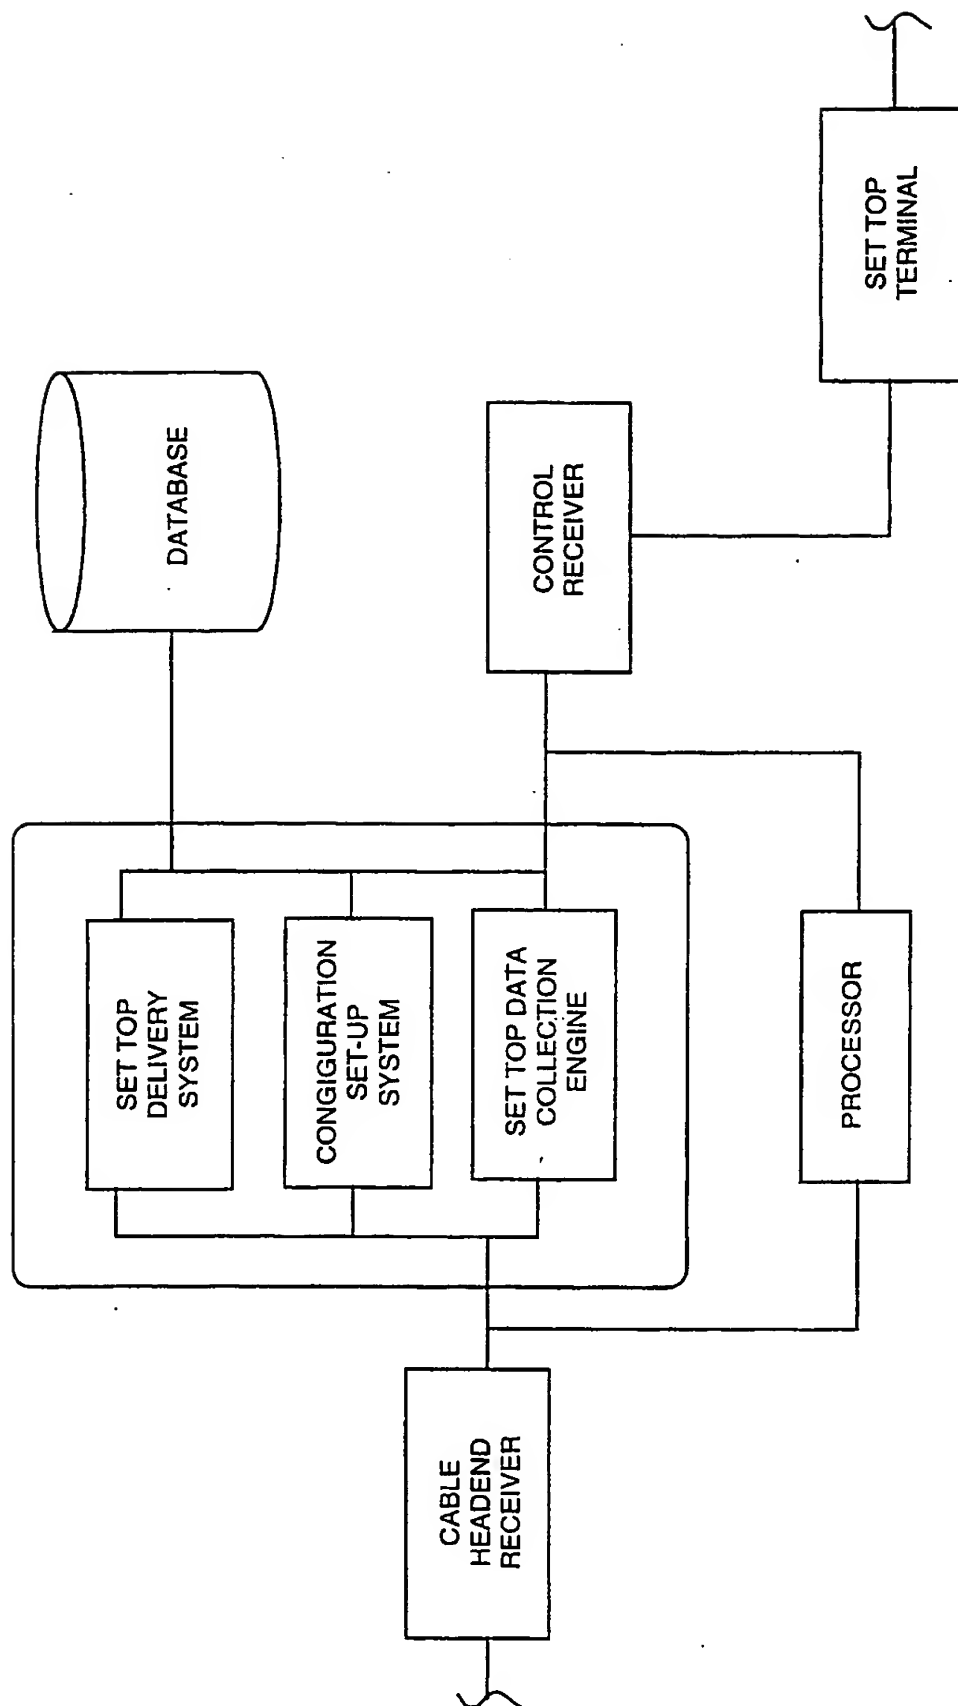 CABLE
HEADEND
RECEIVER
SET TOP
DELIVERY
SYSTEM
CONGIGURATION
SET-UP
SYSTEM
SET TOP DATA
COLLECTION
ENGINE
PROCESSOR
DATABASE
CONTROL
RECEIVER
SET TOP
TERMINAL